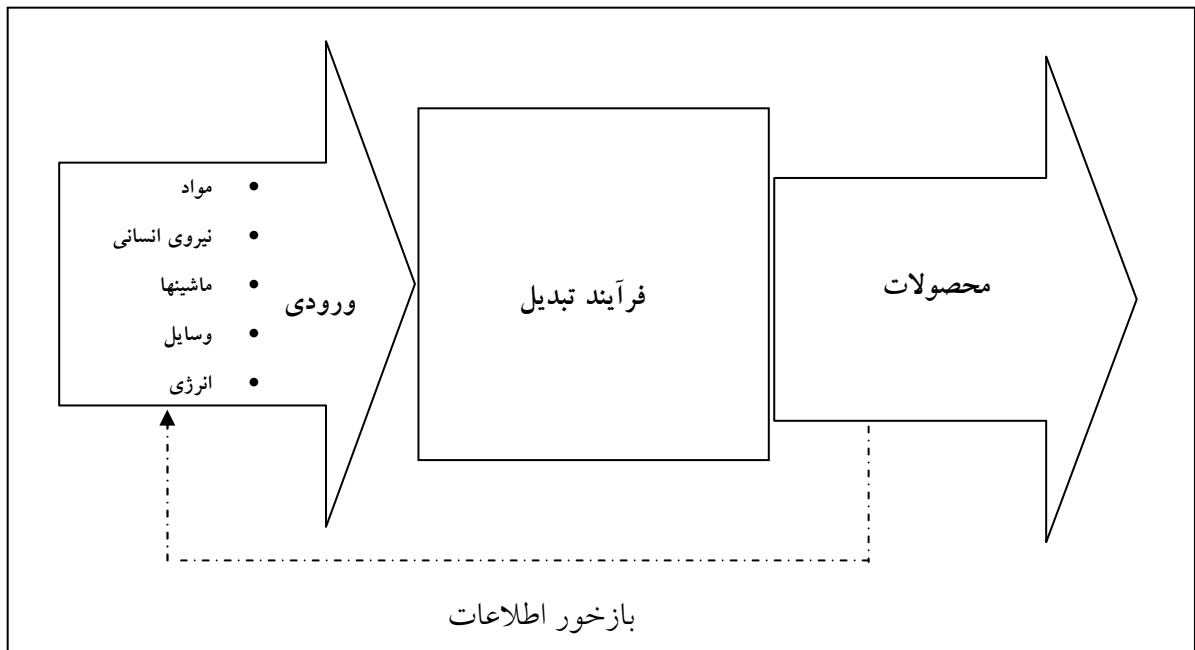 • مواد
• نیروی انسانی
• ماشینها
• وسایل
• انرژی
ورودی
فرآیند تبدیل
محصولات
بازخور اطلاعات